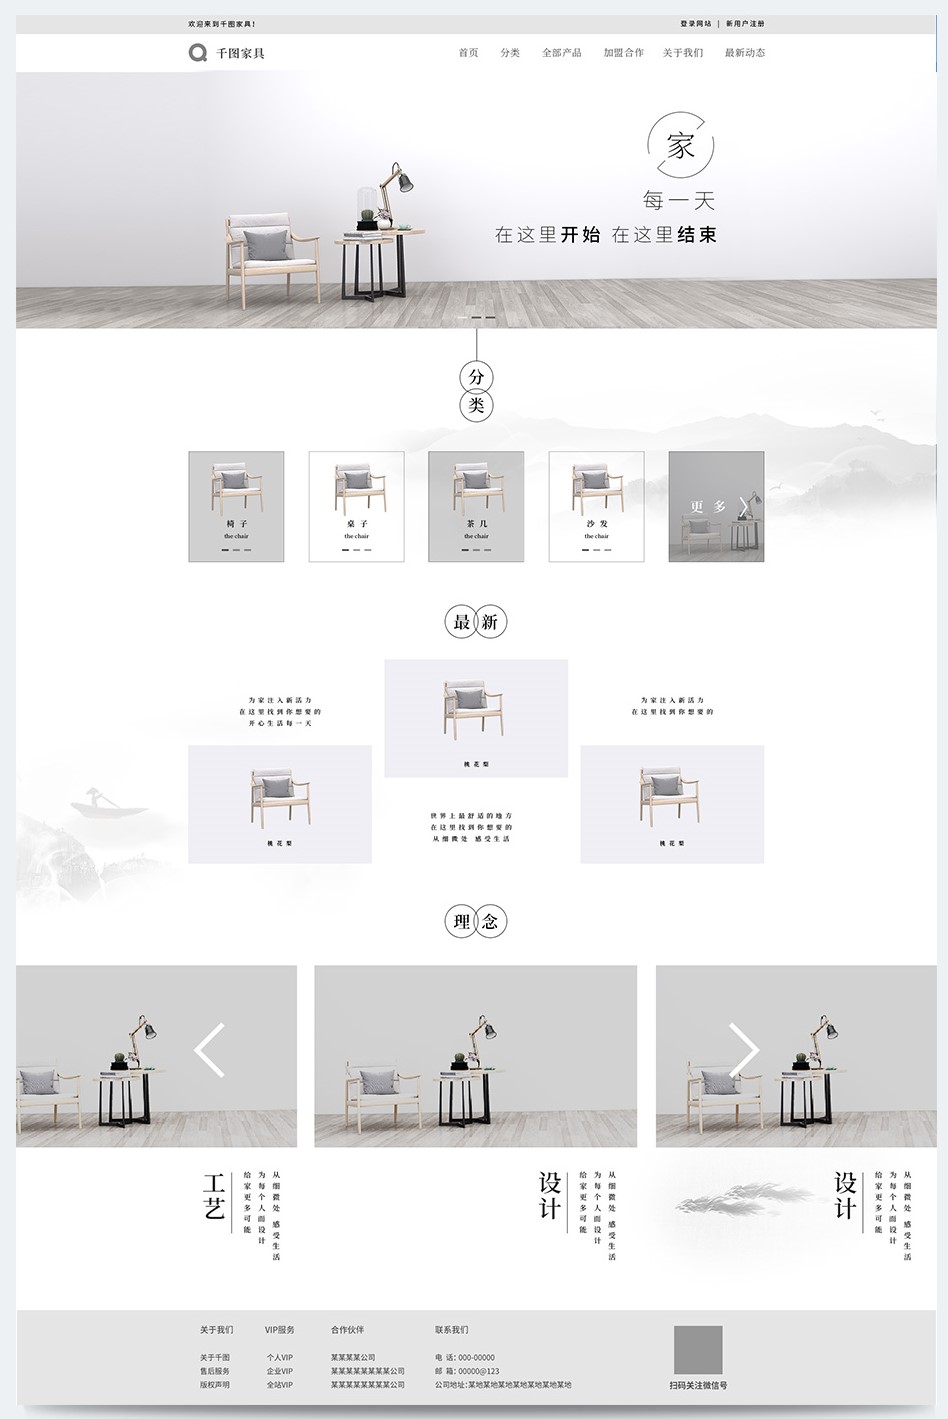 欢迎来到千图家具！
登录网站 | 新用户注册
千图家具
首页 分类 全部产品 加盟合作 关于我们 最新动态
家
每一天
在这里开始 在这里结束
分
类
椅子
the chair
桌子
the chair
茶几
the chair
沙发
the chair
更多
最新
为家注入新活力
在这里找到你想要的
开心生活每一天
桃花梨
为家注入新活力
在这里找到你想要的
桃花梨
世界上最舒适的地方
在这里找到你想要的
从细微处 感受生活
桃花梨
理念
从细微处 感受生活
为每个人而设计
给家更多可能
工艺
从细微处 感受生活
为每个人而设计
给家更多可能
设计
从细微处 感受生活
为每个人而设计
给家更多可能
设计
关于我们 VIP服务 合作伙伴 联系我们
关于千图 个人VIP 某某某某公司 电 话：000-00000
售后服务 企业VIP 某某某某某某某某公司 邮 箱：00000@123
版权声明 全站VIP 某某某某某某某某公司 公司地址：某地某地某地某地某地某地某地
扫码关注微信号